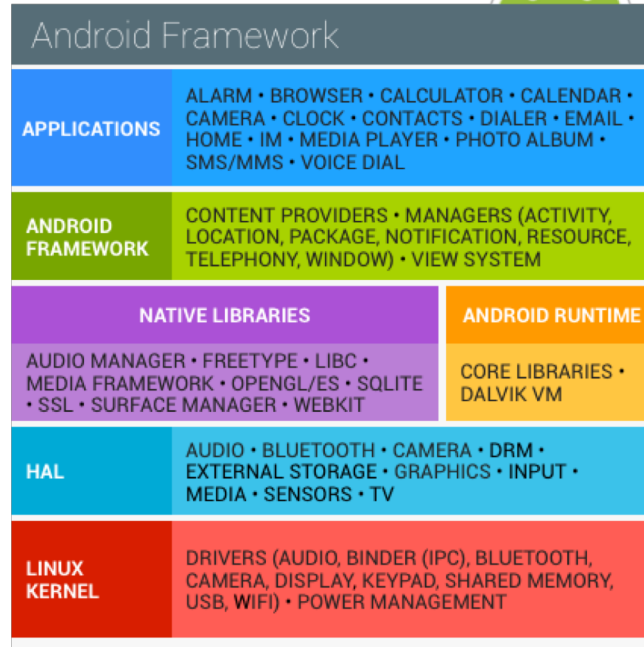 Android Framework
APPLICATIONS
ALARM • BROWSER • CALCULATOR • CALENDAR •
CAMERA • CLOCK • CONTACTS • DIALER • EMAIL •
HOME • IM • MEDIA PLAYER • PHOTO ALBUM •
SMS/MMS • VOICE DIAL
ANDROID
FRAMEWORK
CONTENT PROVIDERS • MANAGERS (ACTIVITY,
LOCATION, PACKAGE, NOTIFICATION, RESOURCE,
TELEPHONY, WINDOW) • VIEW SYSTEM
NATIVE LIBRARIES
AUDIO MANAGER • FREETYPE • LIBC •
MEDIA FRAMEWORK • OPENGL/ES • SQLITE
• SSL • SURFACE MANAGER • WEBKIT
ANDROID RUNTIME
CORE LIBRARIES •
DALVIK VM
HAL
AUDIO • BLUETOOTH • CAMERA • DRM •
EXTERNAL STORAGE • GRAPHICS • INPUT •
MEDIA • SENSORS • TV
LINUX
KERNEL
DRIVERS (AUDIO, BINDER (IPC), BLUETOOTH,
CAMERA, DISPLAY, KEYPAD, SHARED MEMORY,
USB, WIFI) • POWER MANAGEMENT